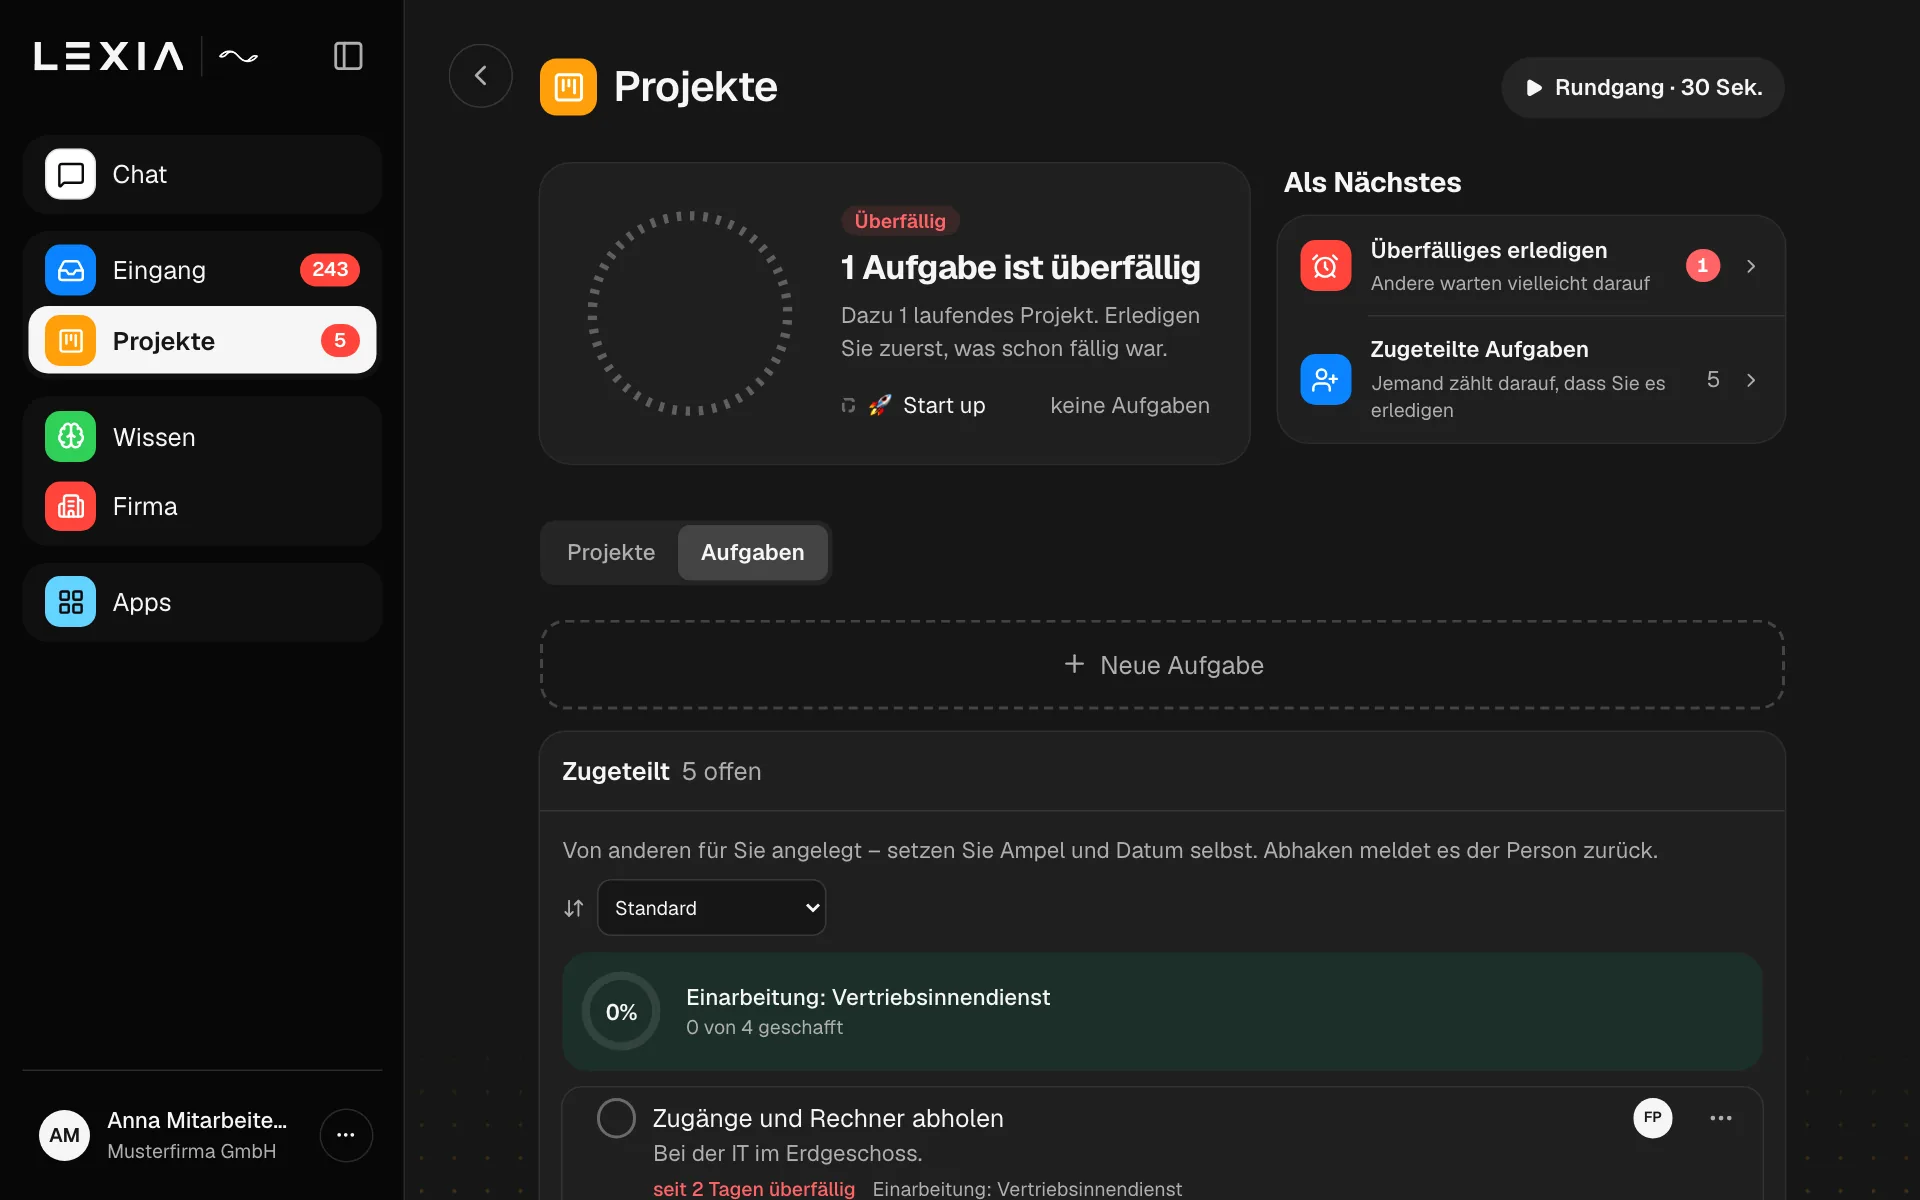 LEXIA
Chat
Eingang 243
Projekte 5
Wissen
Firma
Apps
AM
Anna Mitarbeite...
Musterfirma GmbH
Projekte
Rundgang · 30 Sek.
Überfällig
1 Aufgabe ist überfällig
Dazu 1 laufendes Projekt. Erledigen
Sie zuerst, was schon fällig war.
🚀 Start up keine Aufgaben
Als Nächstes
Überfälliges erledigen
Andere warten vielleicht darauf
1
Zugeteilte Aufgaben
Jemand zählt darauf, dass Sie es
erledigen
5
Projekte Aufgaben
+ Neue Aufgabe
Zugeteilt 5 offen
Von anderen für Sie angelegt – setzen Sie Ampel und Datum selbst. Abhaken meldet es der Person zurück.
Standard
0%
Einarbeitung: Vertriebsinnendienst
0 von 4 geschafft
Zugänge und Rechner abholen
FP
Bei der IT im Erdgeschoss.
seit 2 Tagen überfällig Einarbeitung: Vertriebsinnendienst